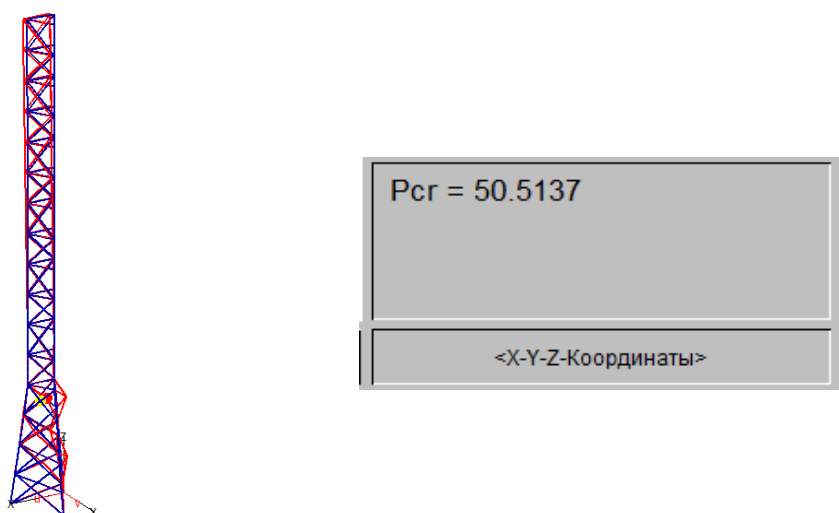 Pcr = 50.5137
<X-Y-Z-Координаты>
Z
X
Y